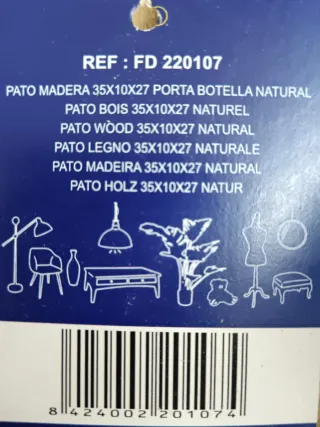 REF : FD 220107
PATO MADERA 35X10X27 PORTA BOTELLA NATURAL
PATO BOIS 35X10X27 NATUREL
PATO WÒOD 35X10X27 NATURAL
PATO LEGNO 35X10X27 NATURALE
PATO MADEIRA 35X10X27 NATURAL
PATO HOLZ 35X10X27 NATUR
8 424002 201074